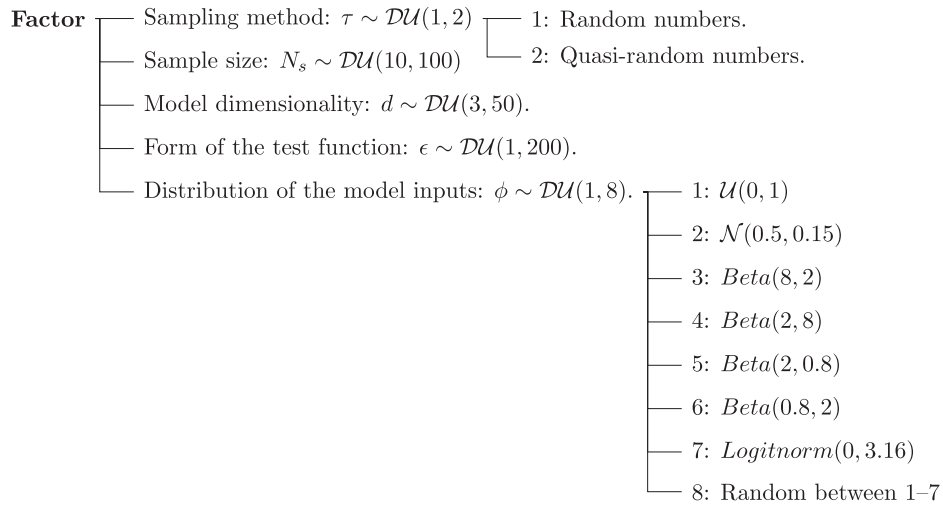 Factor
Sampling method: τ ∼ 𝒟𝒰(1, 2)
1: Random numbers.
2: Quasi-random numbers.
Sample size: Nₛ ∼ 𝒟𝒰(10, 100)
Model dimensionality: d ∼ 𝒟𝒰(3, 50).
Form of the test function: ϵ ∼ 𝒟𝒰(1, 200).
Distribution of the model inputs: ϕ ∼ 𝒟𝒰(1, 8).
1: 𝒰(0, 1)
2: 𝒩(0.5, 0.15)
3: Beta(8, 2)
4: Beta(2, 8)
5: Beta(2, 0.8)
6: Beta(0.8, 2)
7: Logitnorm(0, 3.16)
8: Random between 1–7